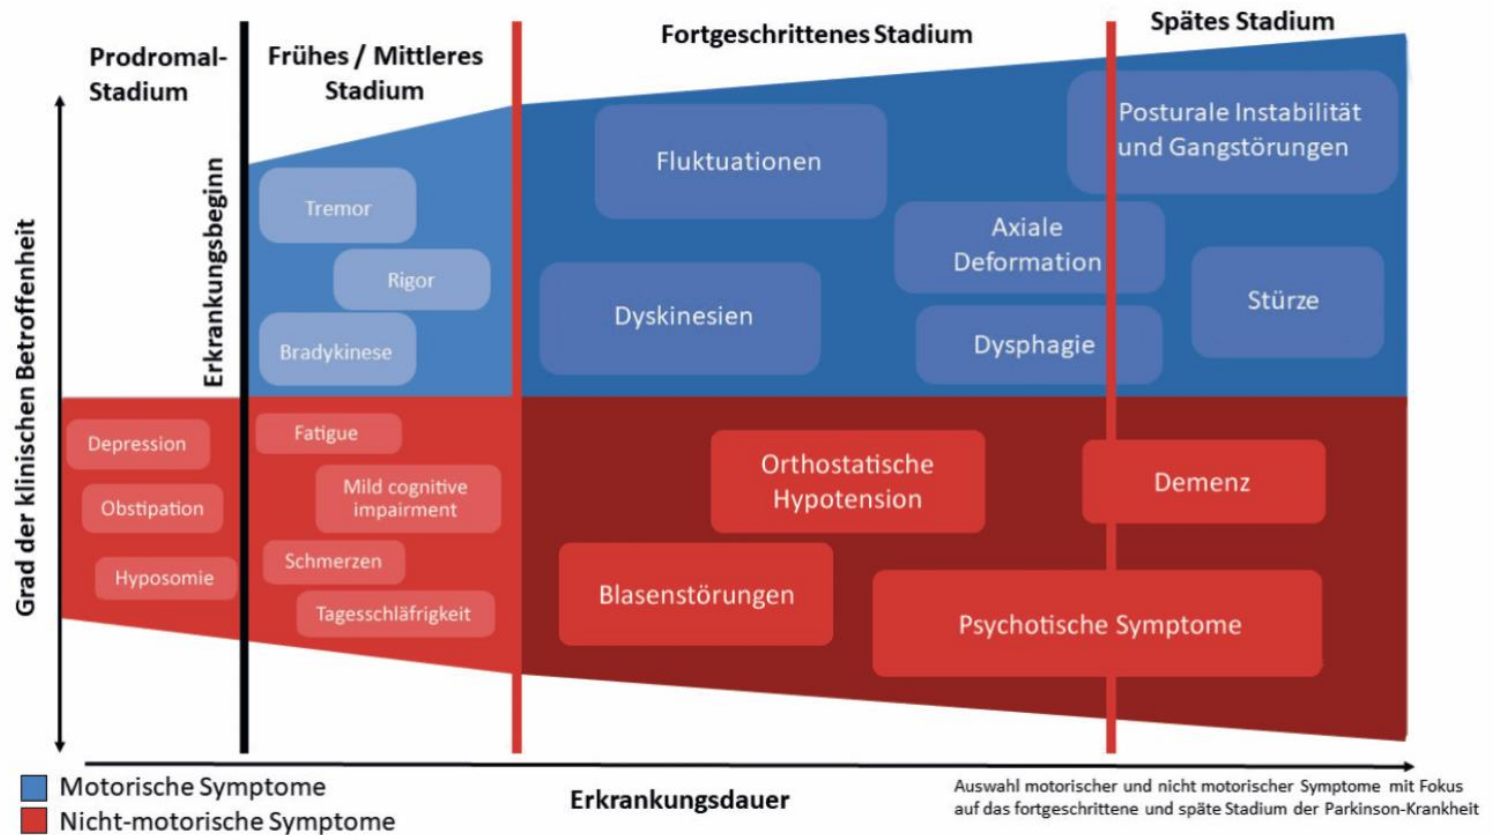 Prodromal-
Stadium
Frühes / Mittleres
Stadium
Fortgeschrittenes Stadium
Spätes Stadium
Grad der klinischen Betroffenheit
Erkrankungsbeginn
Tremor
Rigor
Bradykinese
Fluktuationen
Dyskinesien
Posturale Instabilität
und Gangstörungen
Axiale
Deformation
Dysphagie
Stürze
Depression
Obstipation
Hyposomie
Fatigue
Mild cognitive
impairment
Schmerzen
Tagesschläfrigkeit
Orthostatische
Hypotension
Blasenstörungen
Demenz
Psychotische Symptome
Motorische Symptome
Nicht-motorische Symptome
Erkrankungsdauer
Auswahl motorischer und nicht motorischer Symptome mit Fokus
auf das fortgeschrittene und späte Stadium der Parkinson-Krankheit